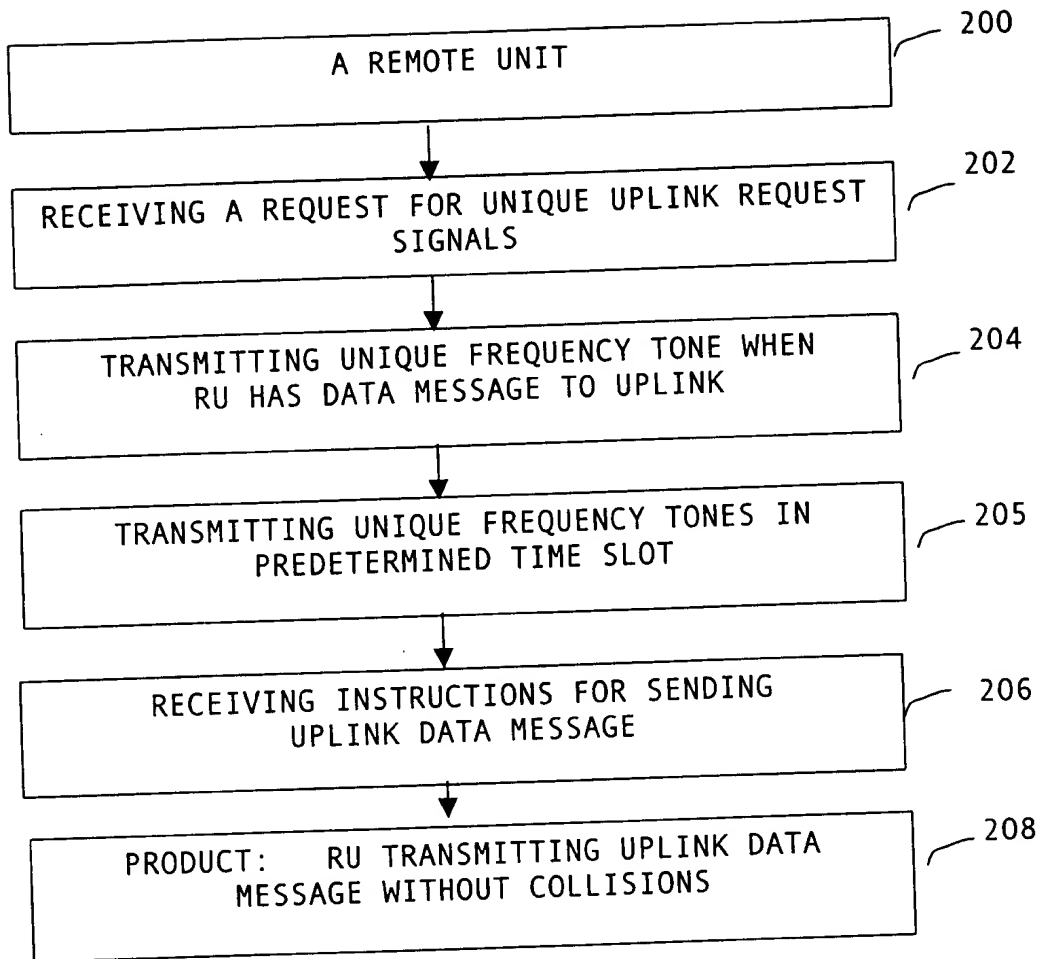 A REMOTE UNIT
200
RECEIVING A REQUEST FOR UNIQUE UPLINK REQUEST
SIGNALS
202
TRANSMITTING UNIQUE FREQUENCY TONE WHEN
RU HAS DATA MESSAGE TO UPLINK
204
TRANSMITTING UNIQUE FREQUENCY TONES IN
PREDETERMINED TIME SLOT
205
RECEIVING INSTRUCTIONS FOR SENDING
UPLINK DATA MESSAGE
206
PRODUCT: RU TRANSMITTING UPLINK DATA
MESSAGE WITHOUT COLLISIONS
208